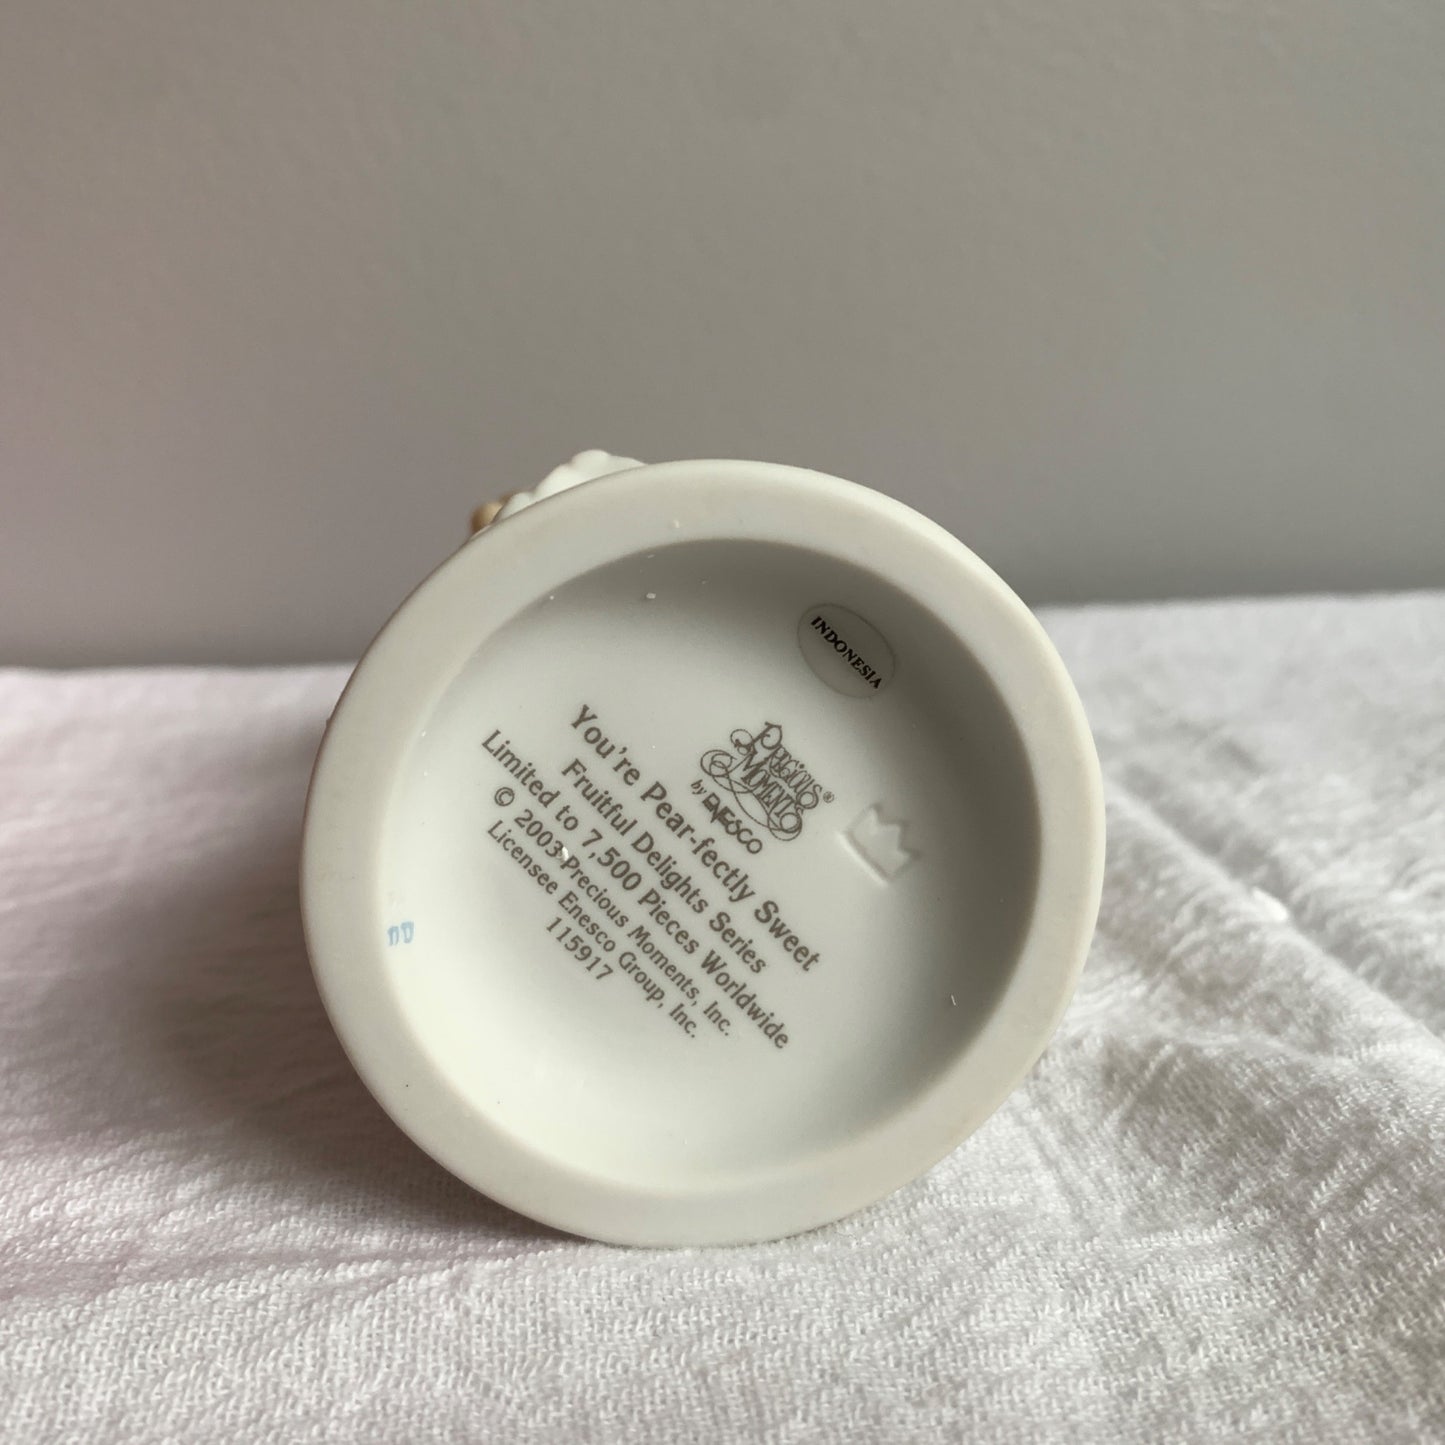 INDONESIA
PRECIOUS
MOMENTS®
by ENESCO
You're Pear-fectly Sweet
Fruitful Delights Series
Limited to 7,500 Pieces Worldwide
© 2003 Precious Moments, Inc.
Licensee Enesco Group, Inc.
115917